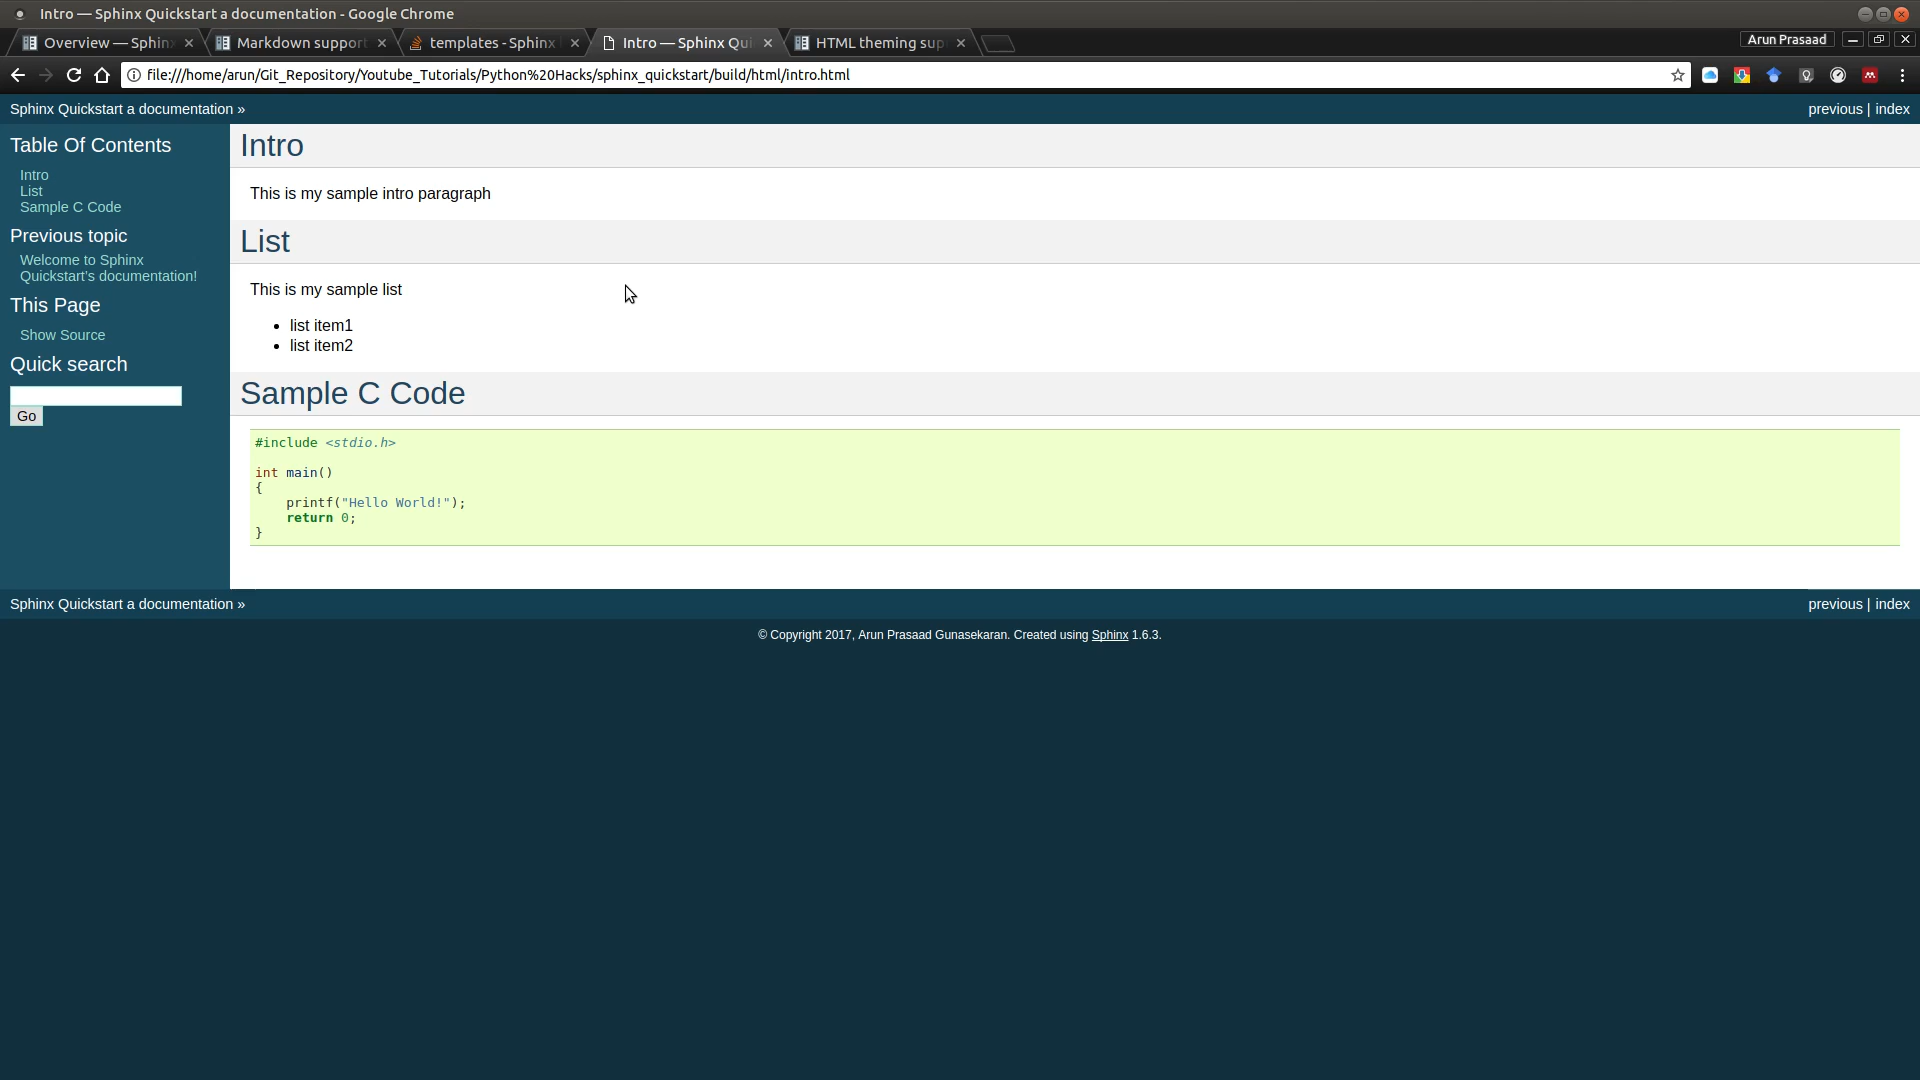 Intro — Sphinx Quickstart a documentation - Google Chrome
Overview — Sphin
Markdown support
templates - Sphinx
Intro — Sphinx Qui
HTML theming sup
Arun Prasaad
file:///home/arun/Git_Repository/Youtube_Tutorials/Python%20Hacks/sphinx_quickstart/build/html/intro.html
Sphinx Quickstart a documentation »
previous | index
Table Of Contents
Intro
List
Sample C Code
Previous topic
Welcome to Sphinx
Quickstart's documentation!
This Page
Show Source
Quick search
Go
Intro
This is my sample intro paragraph
List
This is my sample list
• list item1
• list item2
Sample C Code
#include <stdio.h>
int main()
{
    printf("Hello World!");
    return 0;
}
Sphinx Quickstart a documentation »
previous | index
© Copyright 2017, Arun Prasaad Gunasekaran. Created using Sphinx 1.6.3.